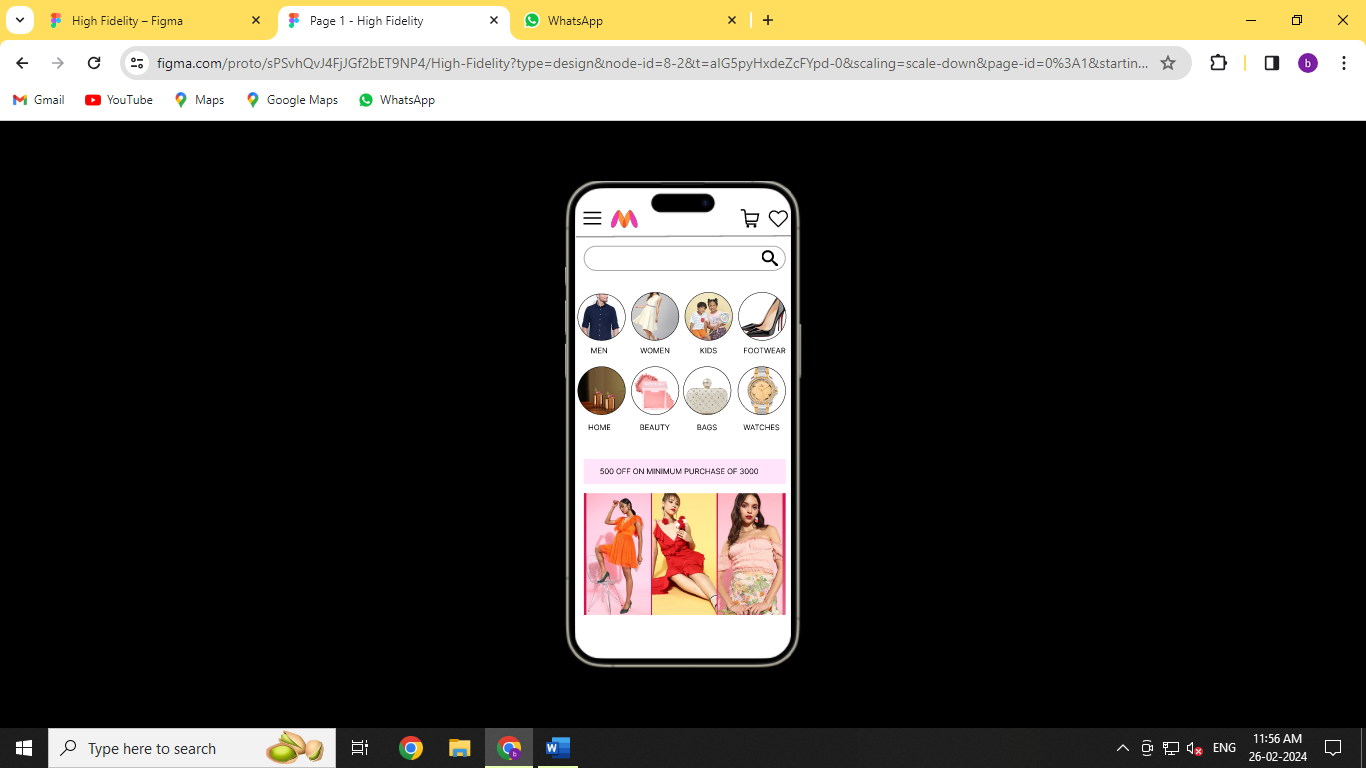 High Fidelity – Figma
Page 1 - High Fidelity
WhatsApp
figma.com/proto/sPSvhQvJ4FjJGf2bET9NP4/High-Fidelity?type=design&node-id=8-2&t=aIG5pyHxdeZcFYpd-0&scaling=scale-down&page-id=0%3A1&startin...
b
Gmail
YouTube
Maps
Google Maps
WhatsApp
MEN
WOMEN
KIDS
FOOTWEAR
HOME
BEAUTY
BAGS
WATCHES
500 OFF ON MINIMUM PURCHASE OF 3000
Type here to search
b
W
ENG
11:56 AM
26-02-2024